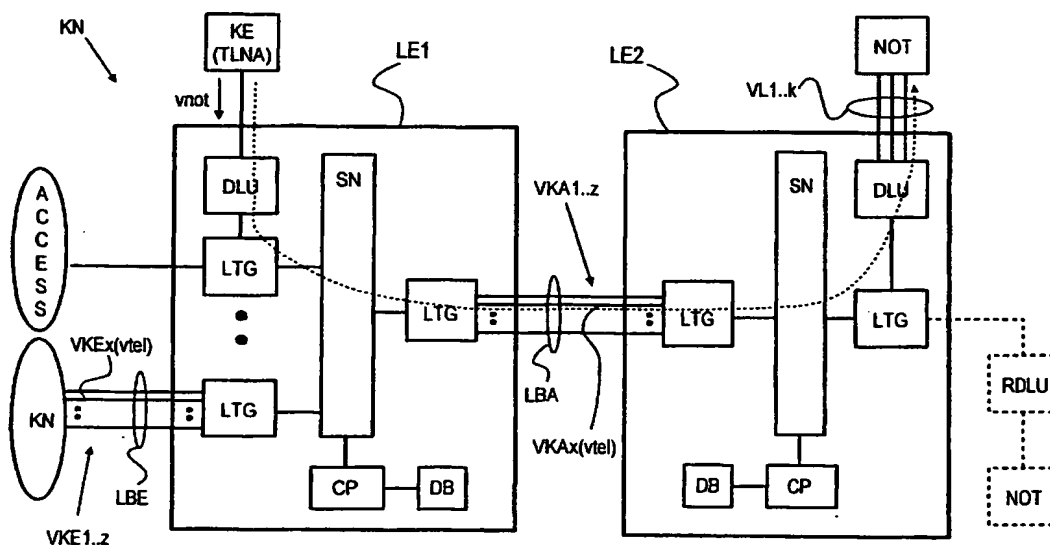 KN
KE
(TLNA)
vnot
LE1
LE2
NOT
VL1..k
DLU
SN
VKA1..z
SN
DLU
ACCESS
LTG
LTG
LTG
LTG
VKEx(vtel)
KN
LTG
LBA
VKAx(vtel)
RDLU
LBE
CP
DB
DB
CP
NOT
VKE1..z